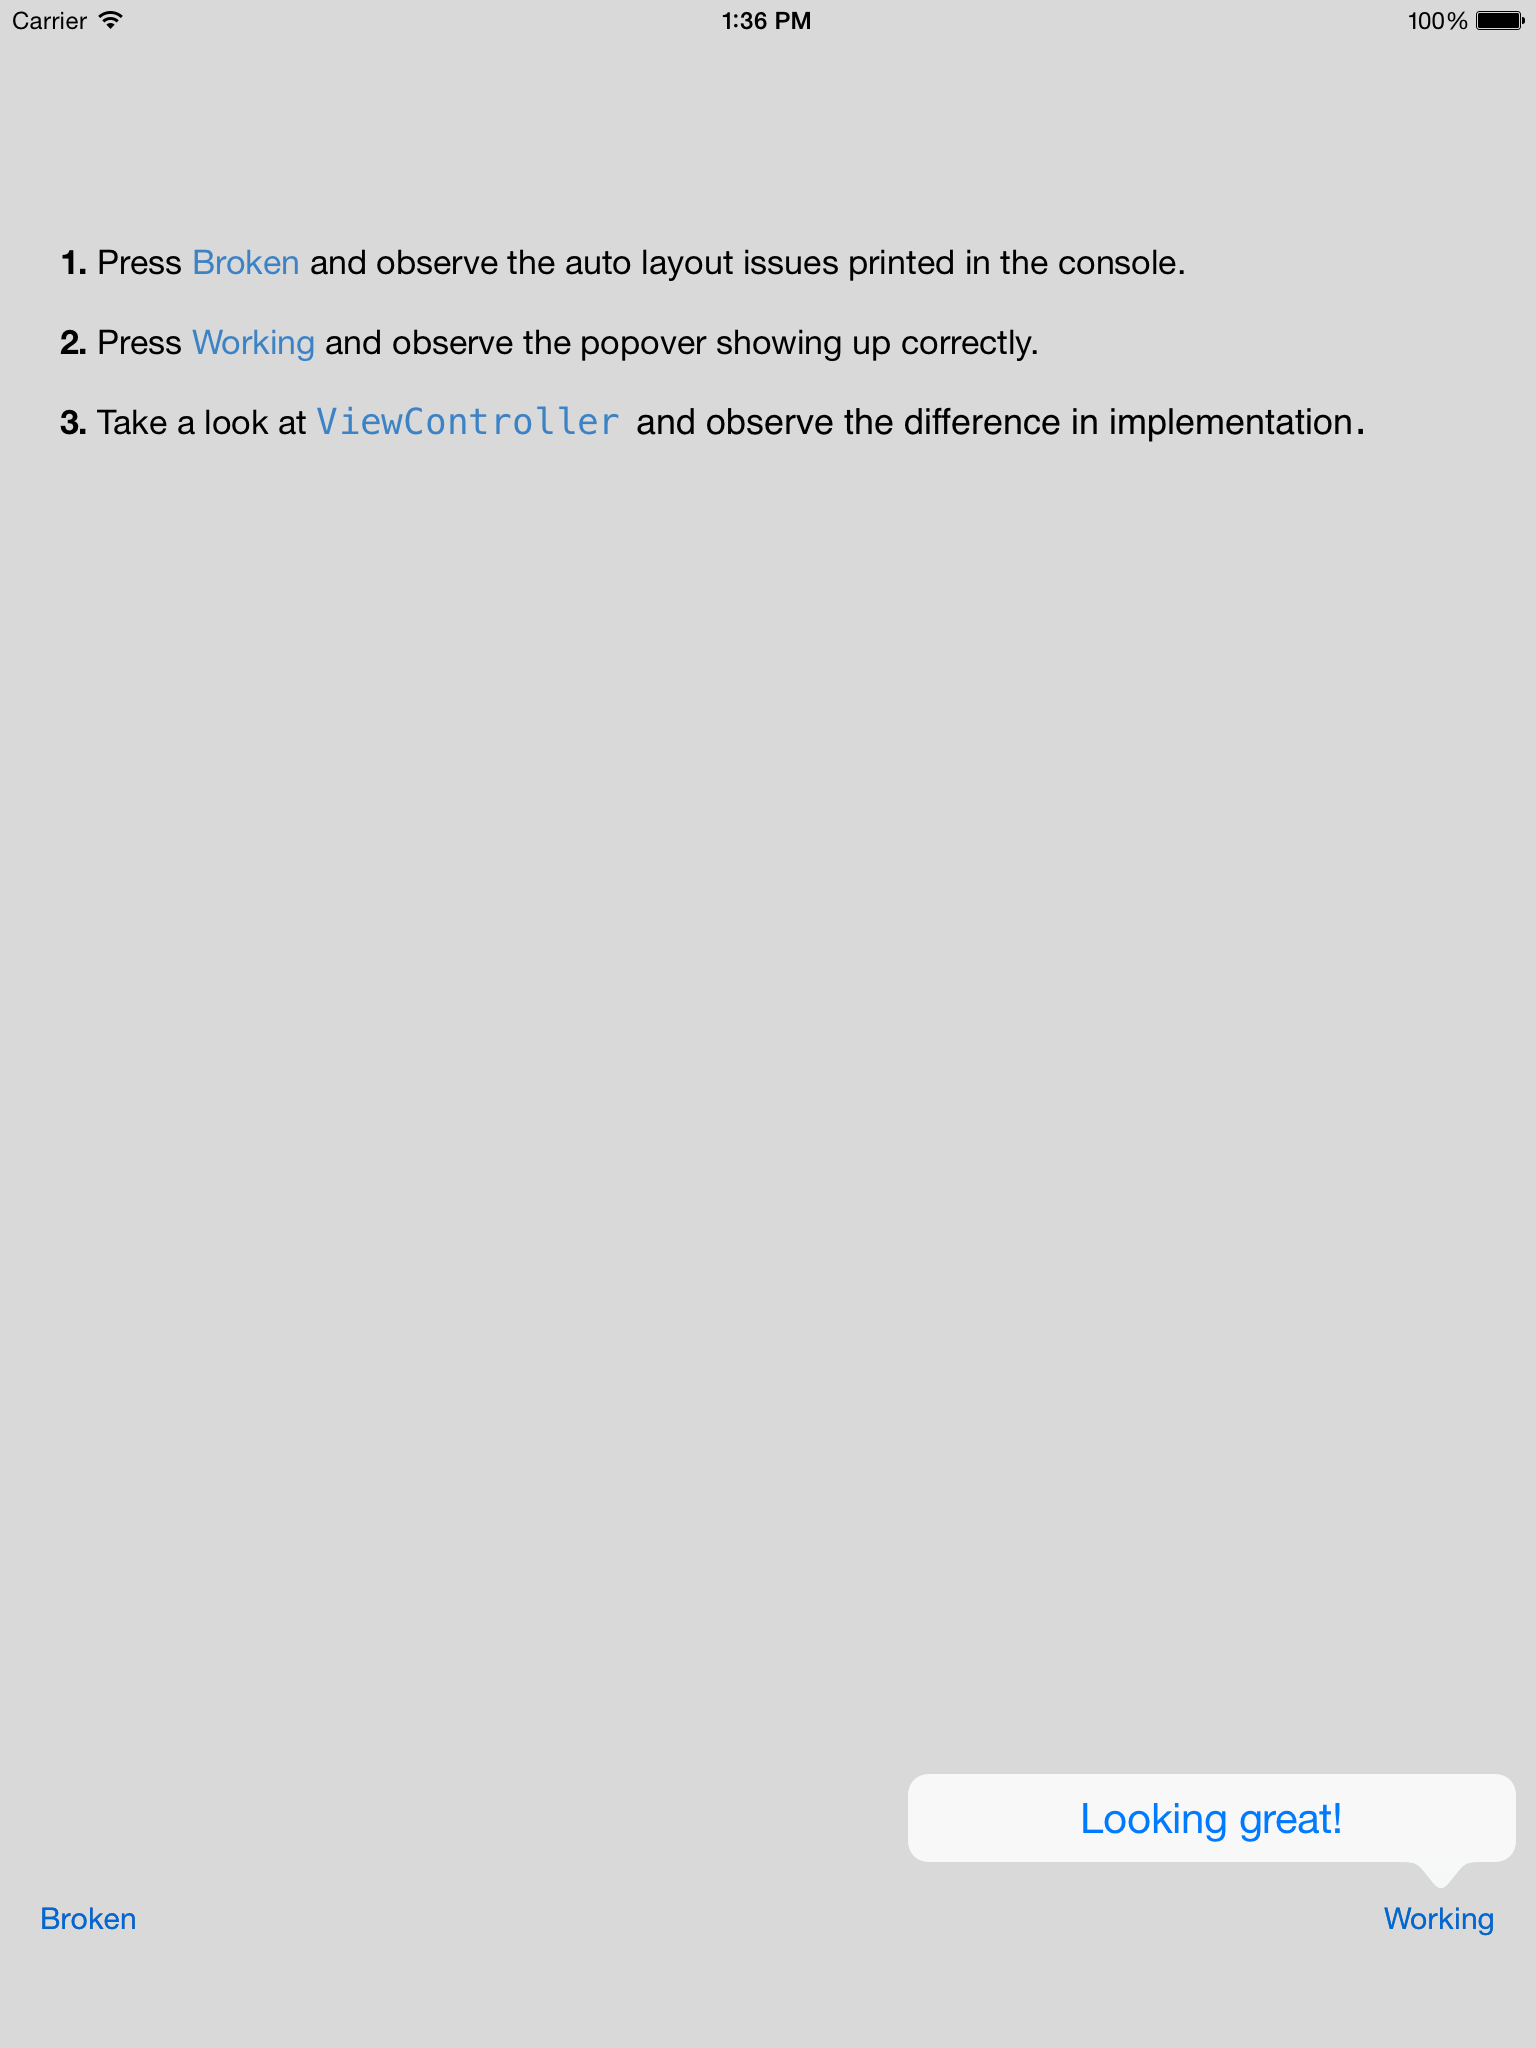 Carrier 1:36 PM 100%
1. Press Broken and observe the auto layout issues printed in the console.
2. Press Working and observe the popover showing up correctly.
3. Take a look at ViewController and observe the difference in implementation.
Looking great!
Broken Working